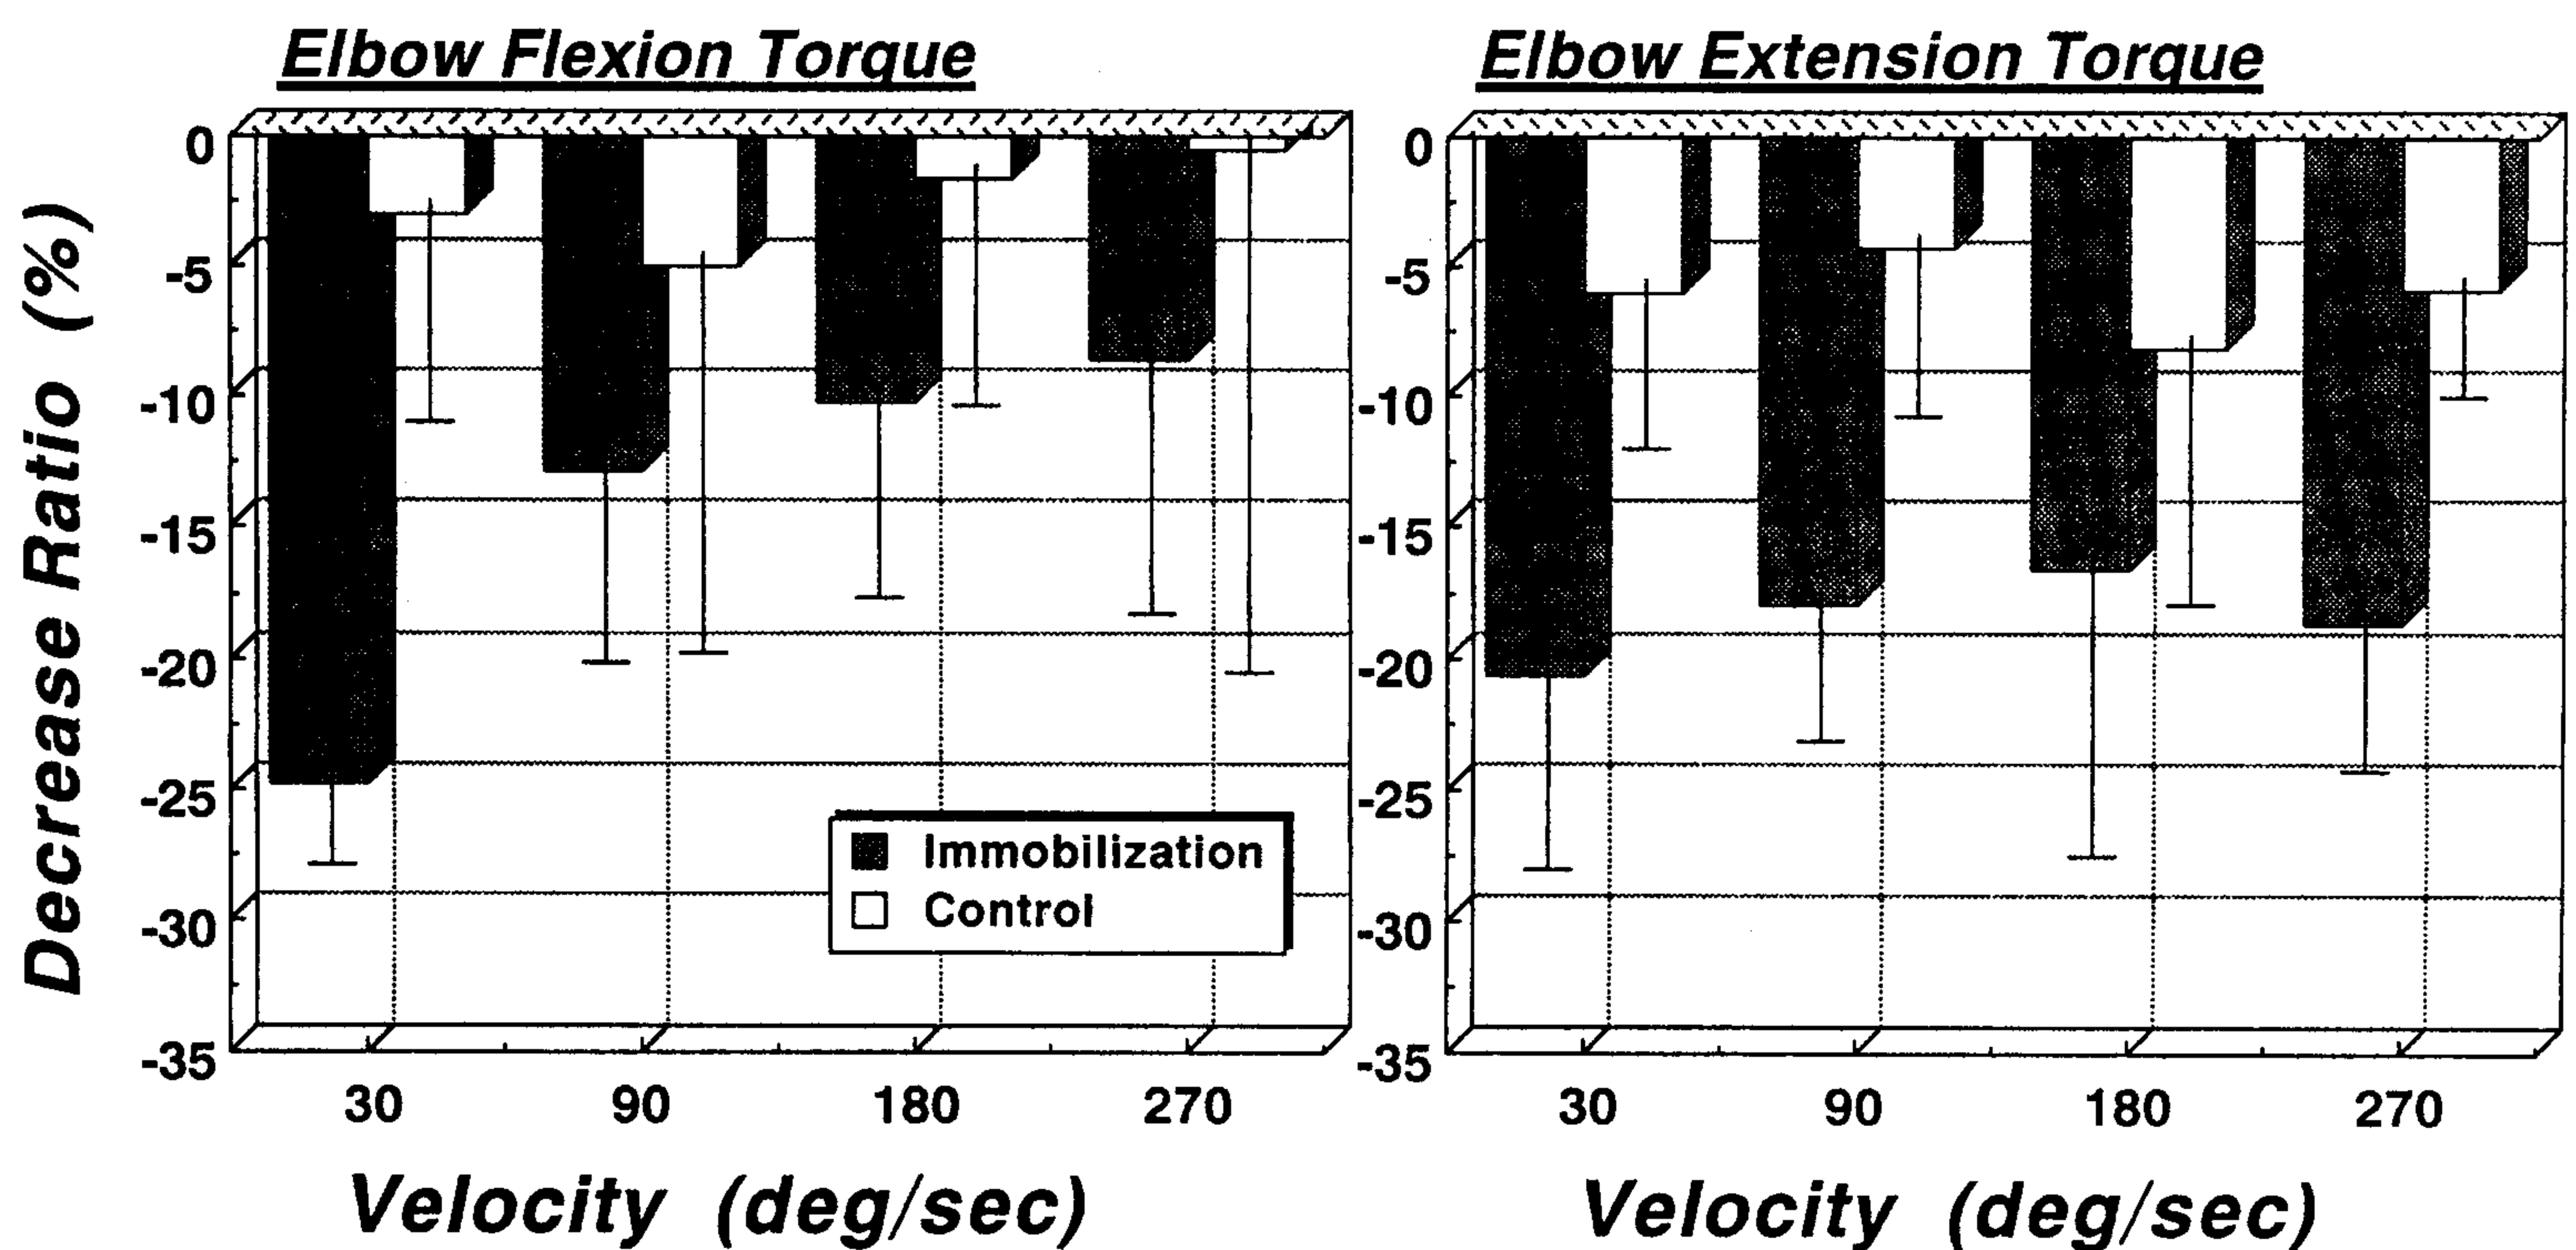 Elbow Flexion Torque
Elbow Extension Torque
Decrease Ratio (%)
0
-5
-10
-15
-20
-25
-30
-35
30 90 180 270
Velocity (deg/sec)
Immobilization
Control
0
-5
-10
-15
-20
-25
-30
-35
30 90 180 270
Velocity (deg/sec)